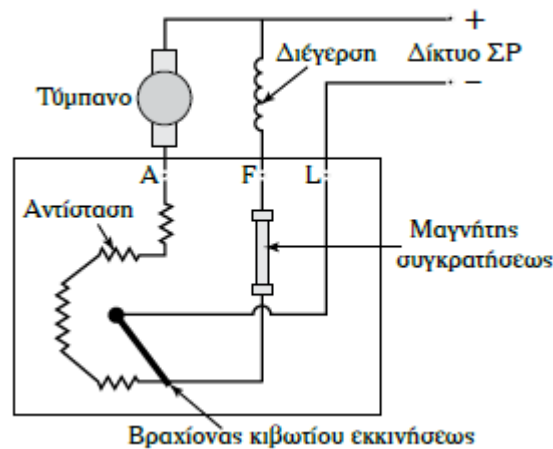 +
Διέγερση
Δίκτυο ΣΡ
−
Τύμπανο
A
F
L
Αντίσταση
Μαγνήτης
συγκρατήσεως
Βραχίονας κιβωτίου εκκινήσεως